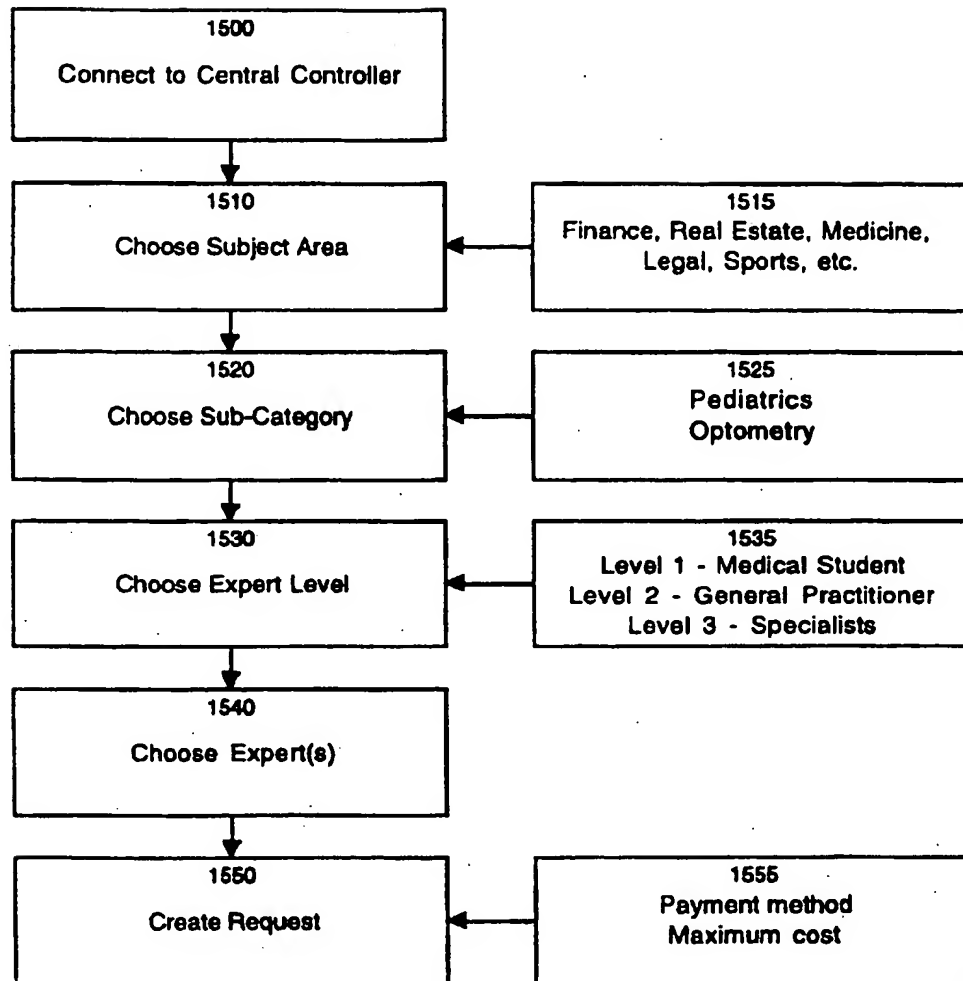 1500
Connect to Central Controller
1510
Choose Subject Area
1515
Finance, Real Estate, Medicine,
Legal, Sports, etc.
1520
Choose Sub-Category
1525
Pediatrics
Optometry
1530
Choose Expert Level
1535
Level 1 - Medical Student
Level 2 - General Practitioner
Level 3 - Specialists
1540
Choose Expert(s)
1550
Create Request
1555
Payment method
Maximum cost